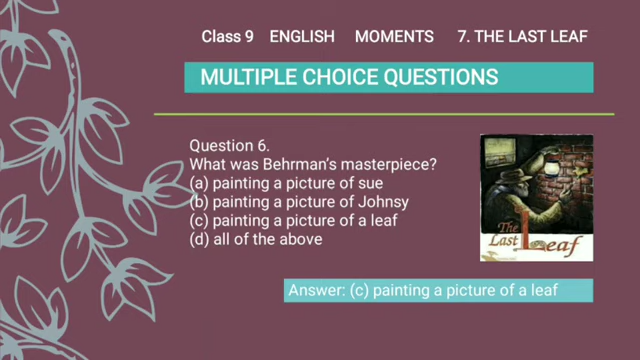 Class 9 ENGLISH MOMENTS 7. THE LAST LEAF
MULTIPLE CHOICE QUESTIONS
Question 6.
What was Behrman's masterpiece?
(a) painting a picture of sue
(b) painting a picture of Johnsy
(c) painting a picture of a leaf
(d) all of the above
The
Last Leaf
Answer: (c) painting a picture of a leaf